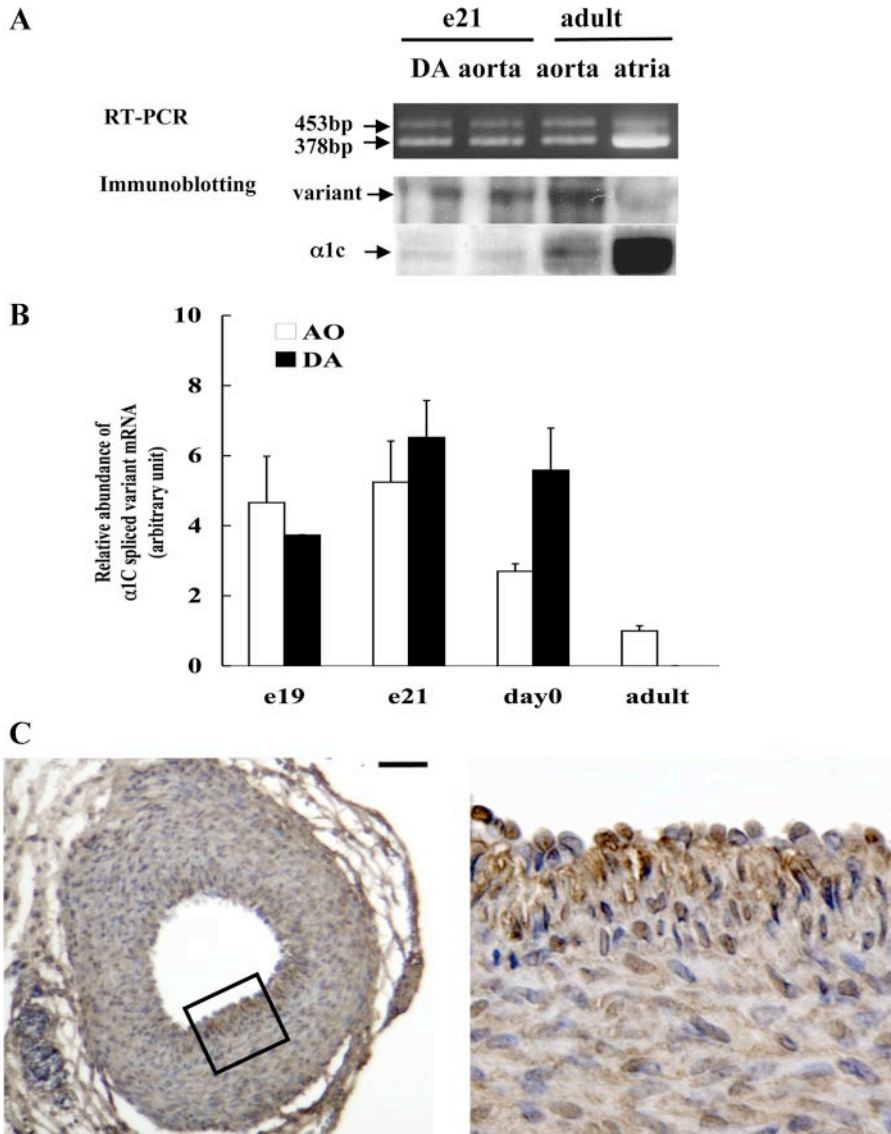 A
e21 adult
DA aorta aorta atria
RT-PCR
453bp
378bp
Immunoblotting
variant
α1c
B
10
8
6
4
2
0
AO
DA
Relative abundance of
α1C spliced variant mRNA
(arbitrary unit)
e19 e21 day0 adult
C